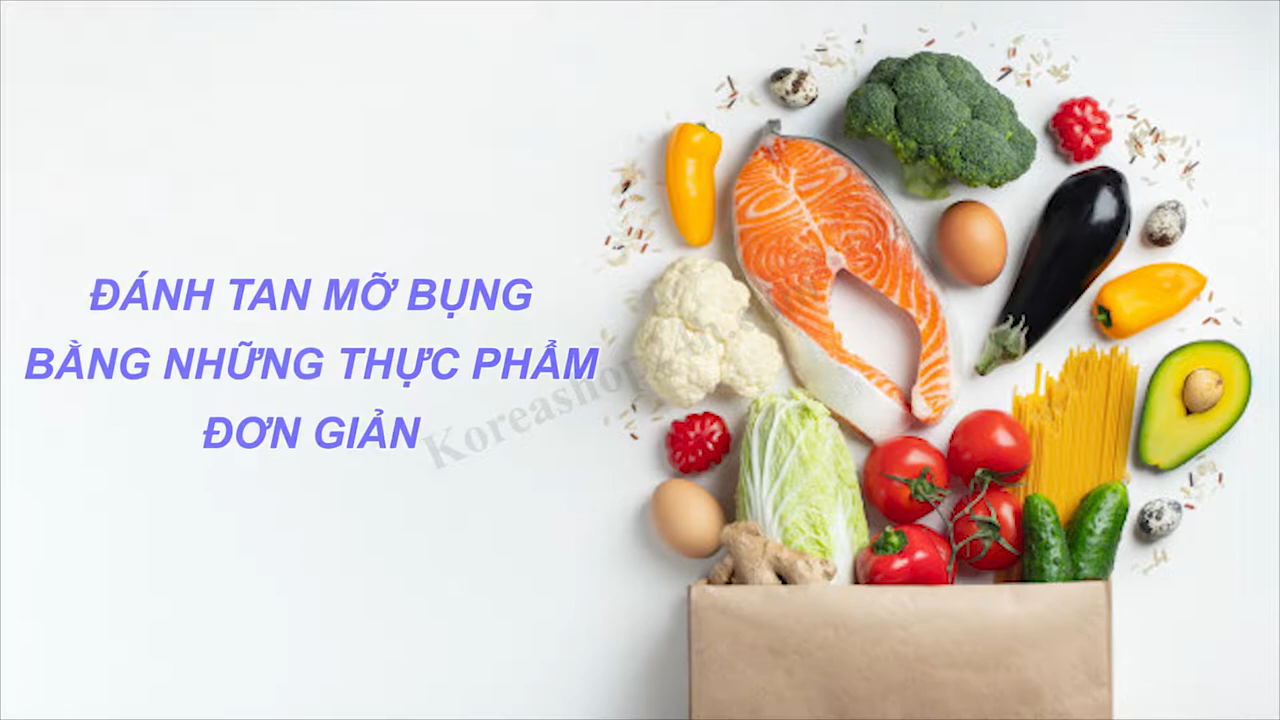 ĐÁNH TAN MỠ BỤNG
BẰNG NHỮNG THỰC PHẨM
ĐƠN GIẢN